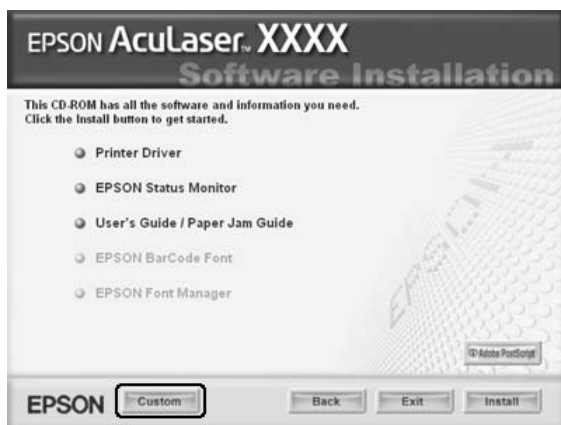 EPSON AcuLaser™ XXXX
Software Installation
This CD-ROM has all the software and information you need.
Click the Install button to get started.
Printer Driver
EPSON Status Monitor
User's Guide / Paper Jam Guide
EPSON BarCode Font
EPSON Font Manager
EPSON
Adobe PostScript
EPSON Custom Back Exit Install